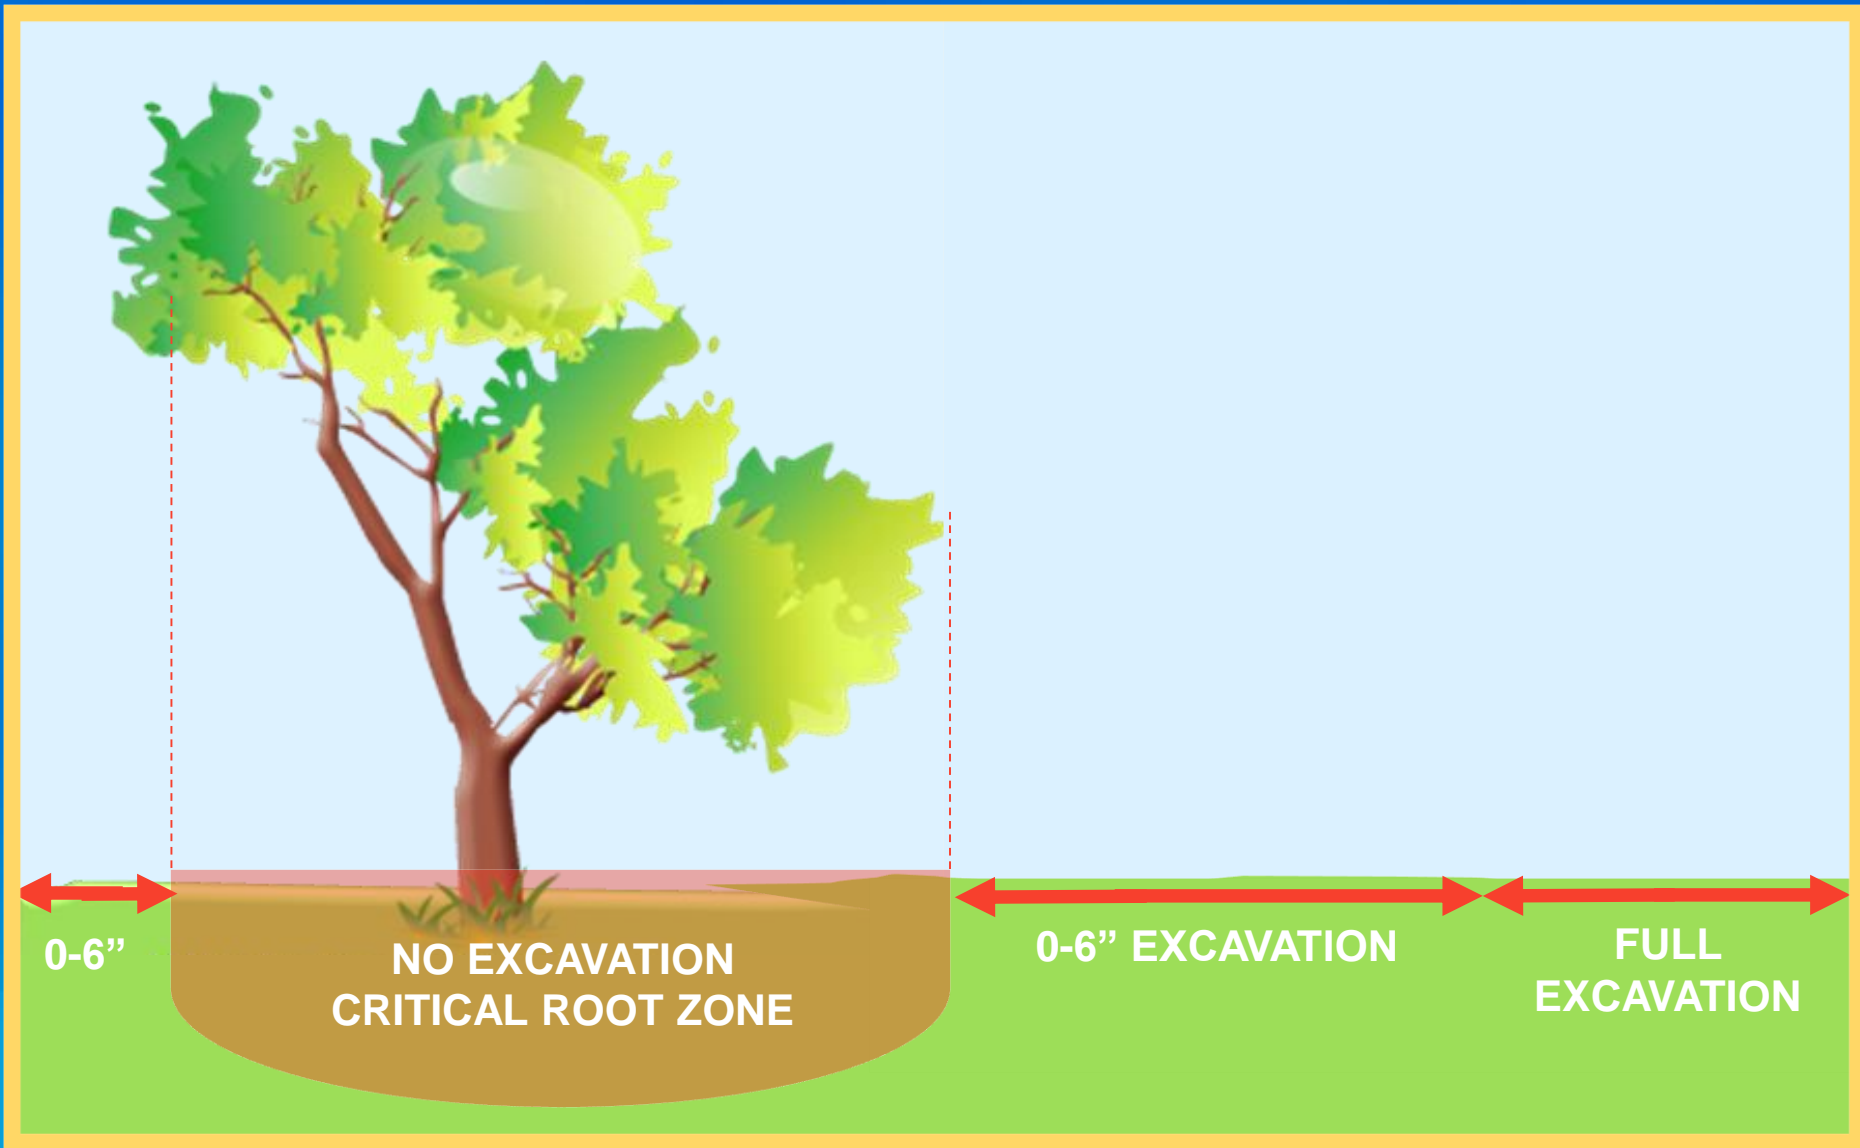 0-6”
NO EXCAVATION
CRITICAL ROOT ZONE
0-6” EXCAVATION
FULL
EXCAVATION